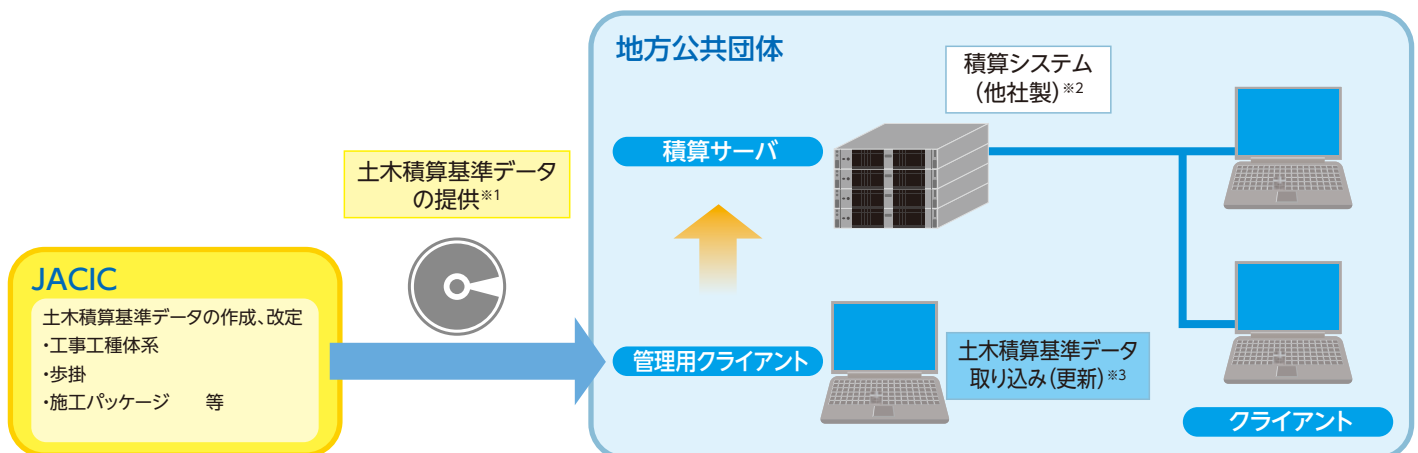 地方公共団体
積算システム
（他社製）※2
積算サーバ
土木積算基準データ
の提供※1
JACIC
土木積算基準データの作成、改定
・工事工種体系
・歩掛
・施工パッケージ　等
管理用クライアント
土木積算基準データ
取り込み（更新）※3
クライアント